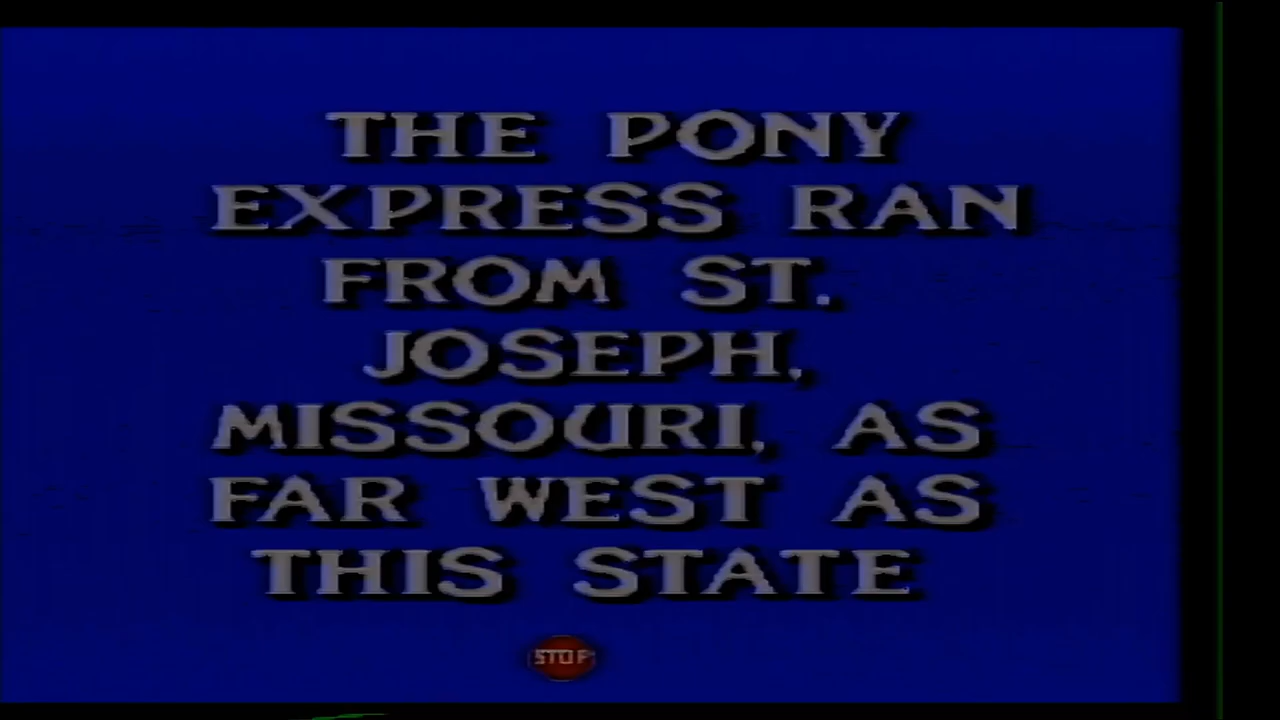 THE PONY
EXPRESS RAN
FROM ST.
JOSEPH,
MISSOURI, AS
FAR WEST AS
THIS STATE
STOP